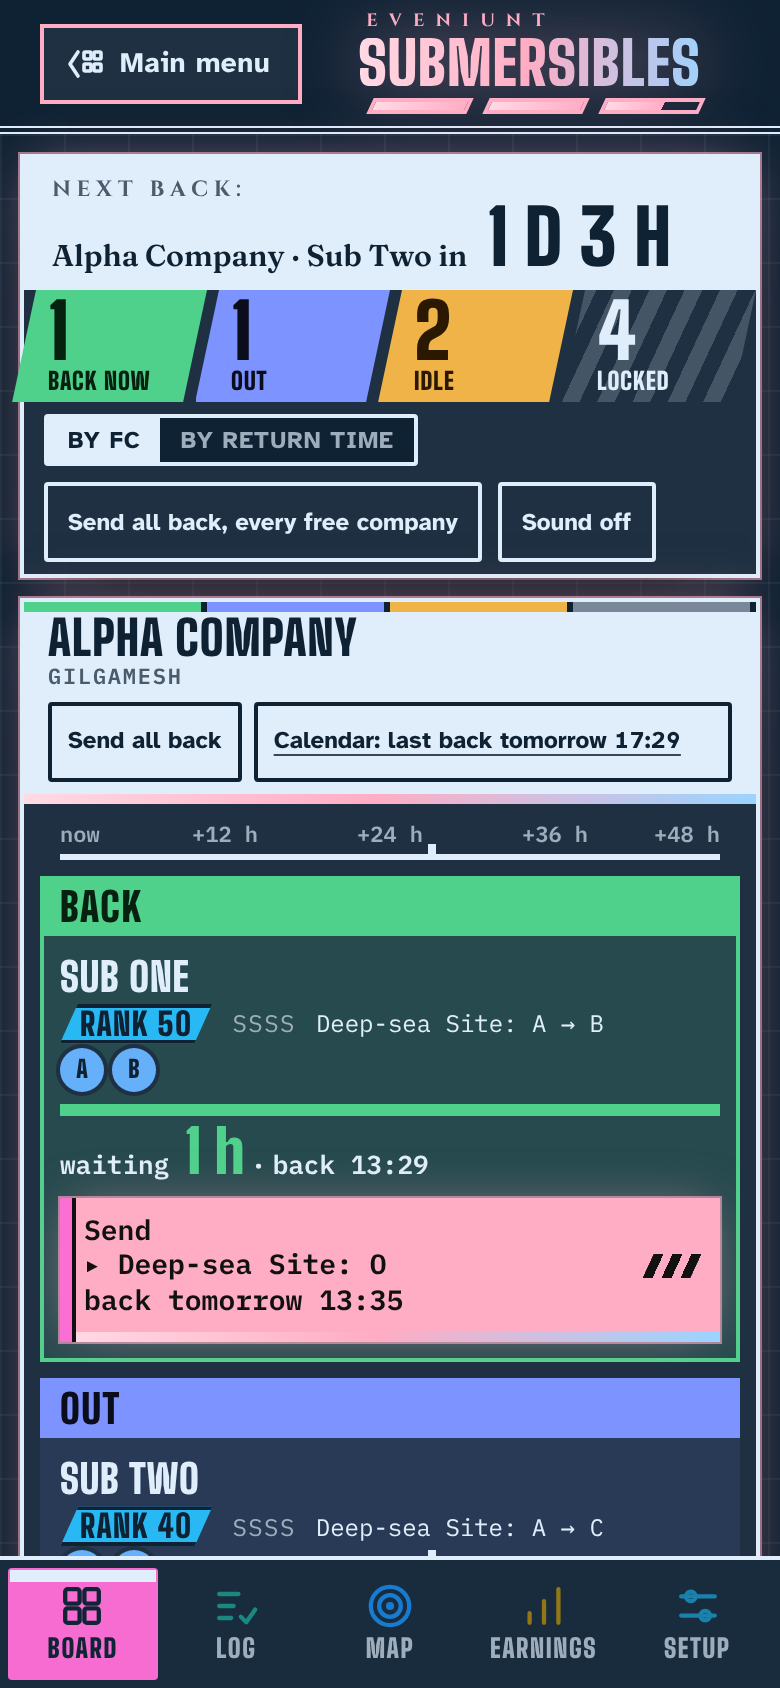 Main menu
EVENIUNT
SUBMERSIBLES
NEXT BACK:
Alpha Company · Sub Two in 1D3H
1
BACK NOW
1
OUT
2
IDLE
4
LOCKED
BY FC
BY RETURN TIME
Send all back, every free company
Sound off
ALPHA COMPANY
GILGAMESH
Send all back
Calendar: last back tomorrow 17:29
now +12 h +24 h +36 h +48 h
BACK
SUB ONE
RANK 50 SSSS Deep-sea Site: A → B
A B
waiting 1h · back 13:29
Send
▸ Deep-sea Site: O
back tomorrow 13:35
OUT
SUB TWO
RANK 40 SSSS Deep-sea Site: A → C
BOARD
LOG
MAP
EARNINGS
SETUP